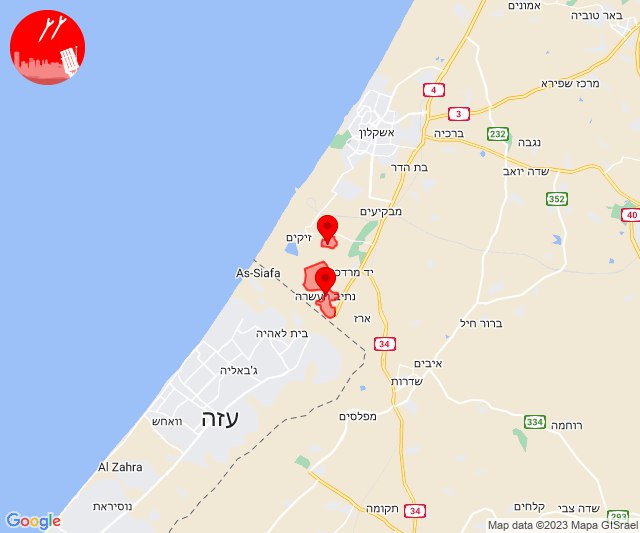 אמונים
באר טוביה
מרכז שפירא
4
3
אשקלון
ברכיה
232
נגבה
בת הדר
שדה יואב
352
מבקיעים
40
זיקים
As-Siafa
יד מרדכי
נתיב העשרה
ארז
ברור חיל
בית לאהיה
34
ג'באליה
איבים
שדרות
עזה
וואחש
מפלסים
334
רוחמה
Al Zahra
נוסיראת
34
תקומה
293
קלחים
שדה צבי
Google
Map data ©2023 Mapa GISrael